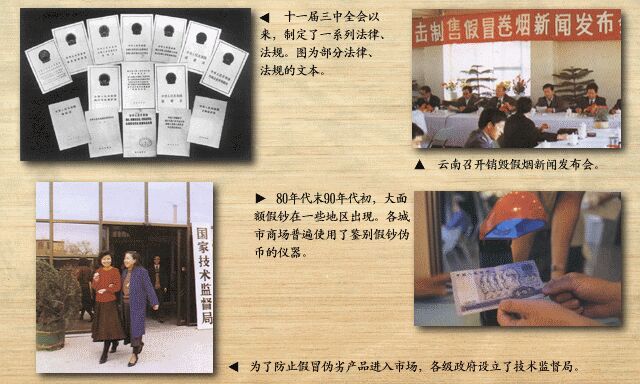 ◀ 十一届三中全会以
来，制定了一系列法律、
法规。图为部分法律、
法规的文本。
击制售假冒卷烟新闻发布会
▲ 云南召开销毁假烟新闻发布会。
▶ 80年代末90年代初，大面
额假钞在一些地区出现。各城
市商场普遍使用了鉴别假钞伪
币的仪器。
国家技术监督局
◀ 为了防止假冒伪劣产品进入市场，各级政府设立了技术监督局。